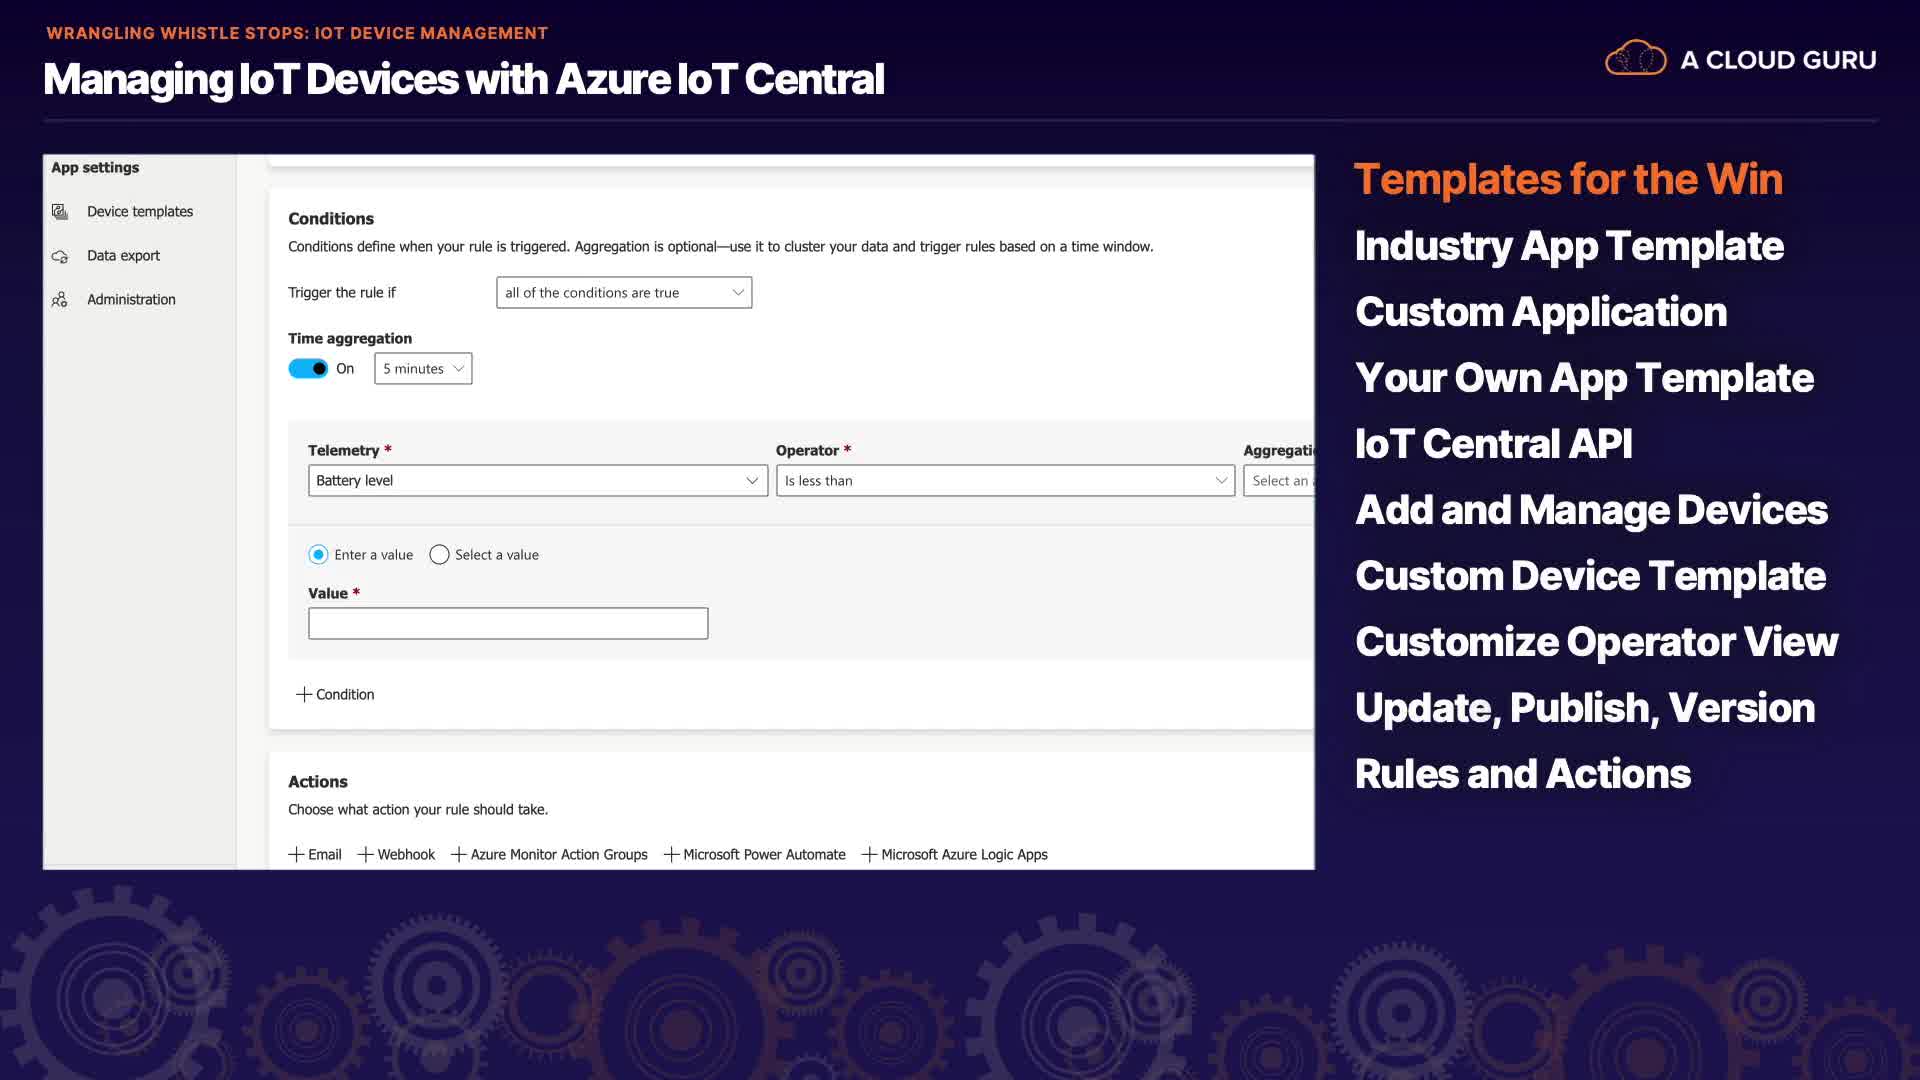 WRANGLING WHISTLE STOPS: IOT DEVICE MANAGEMENT
Managing IoT Devices with Azure IoT Central
A CLOUD GURU
App settings
Device templates
Data export
Administration
Conditions
Conditions define when your rule is triggered. Aggregation is optional—use it to cluster your data and trigger rules based on a time window.
Trigger the rule if
all of the conditions are true
Time aggregation
On
5 minutes
Telemetry *
Operator *
Battery level
Is less than
Select an
Enter a value
Select a value
Value *
Condition
Actions
Choose what action your rule should take.
Email
Webhook
Azure Monitor Action Groups
Microsoft Power Automate
Microsoft Azure Logic Apps
Templates for the Win
Industry App Template
Custom Application
Your Own App Template
IoT Central API
Add and Manage Devices
Custom Device Template
Customize Operator View
Update, Publish, Version
Rules and Actions